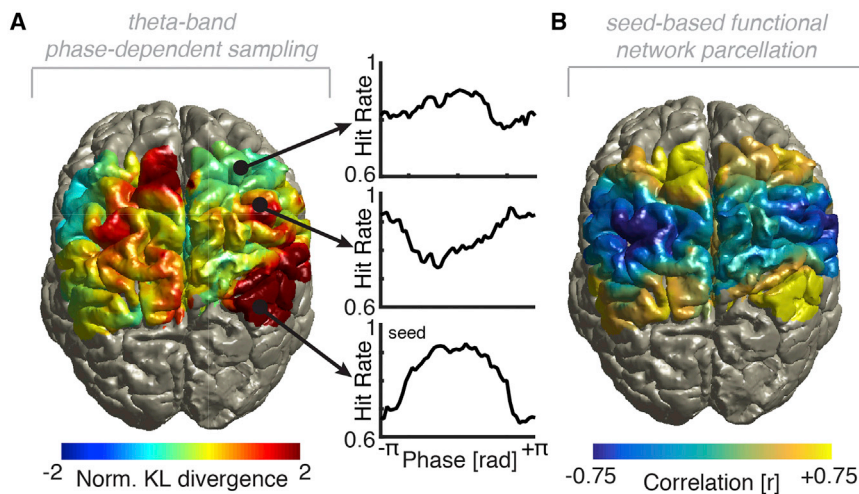 A
theta-band
phase-dependent sampling
1
Hit Rate
0.6
1
Hit Rate
0.6
1
seed
Hit Rate
0.6
-π
+π
Phase [rad]
-2
Norm. KL divergence
2
B
seed-based functional
network parcellation
-0.75
Correlation [r]
+0.75